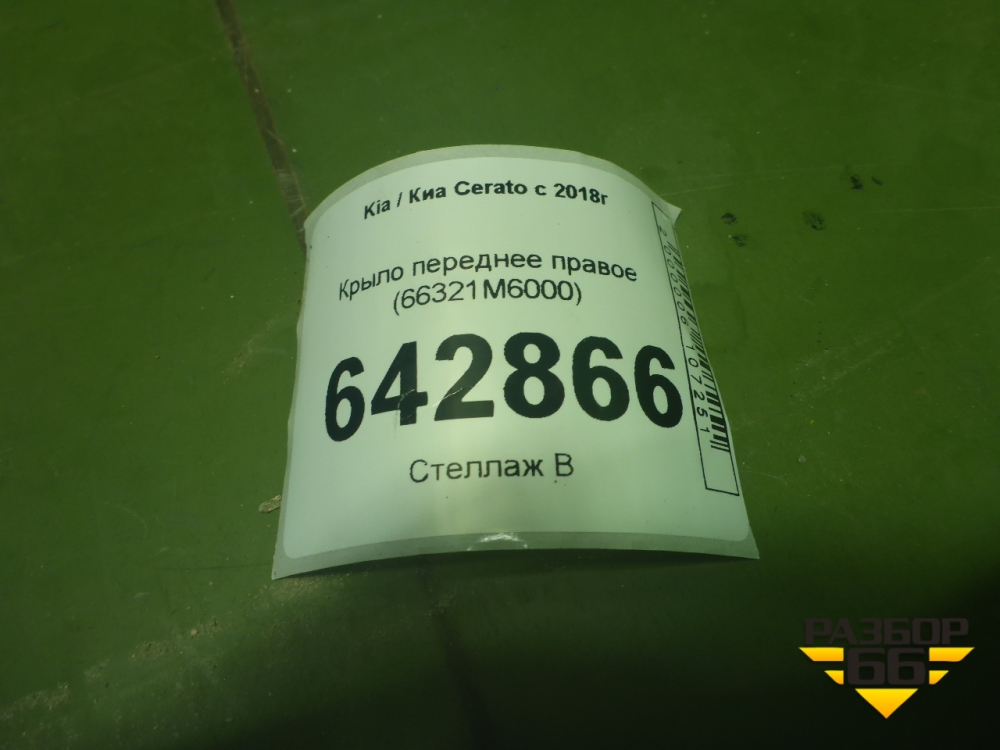 Kia / Киа Cerato с 2018г
Крыло переднее правое
(66321M6000)
642866
Стеллаж В
РАЗБОР
66